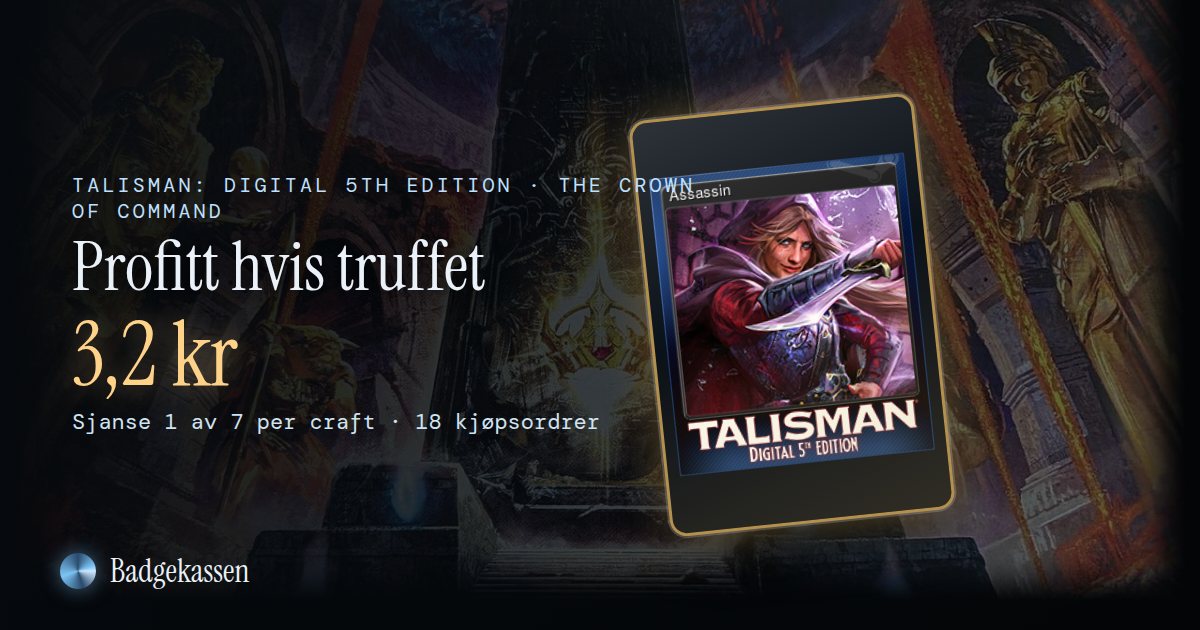 TALISMAN: DIGITAL 5TH EDITION · THE CROWN
OF COMMAND
Profitt hvis truffet
3,2 kr
Sjanse 1 av 7 per craft · 18 kjøpsordrer
Assassin
TALISMAN
DIGITAL 5TH EDITION
Badgekassen